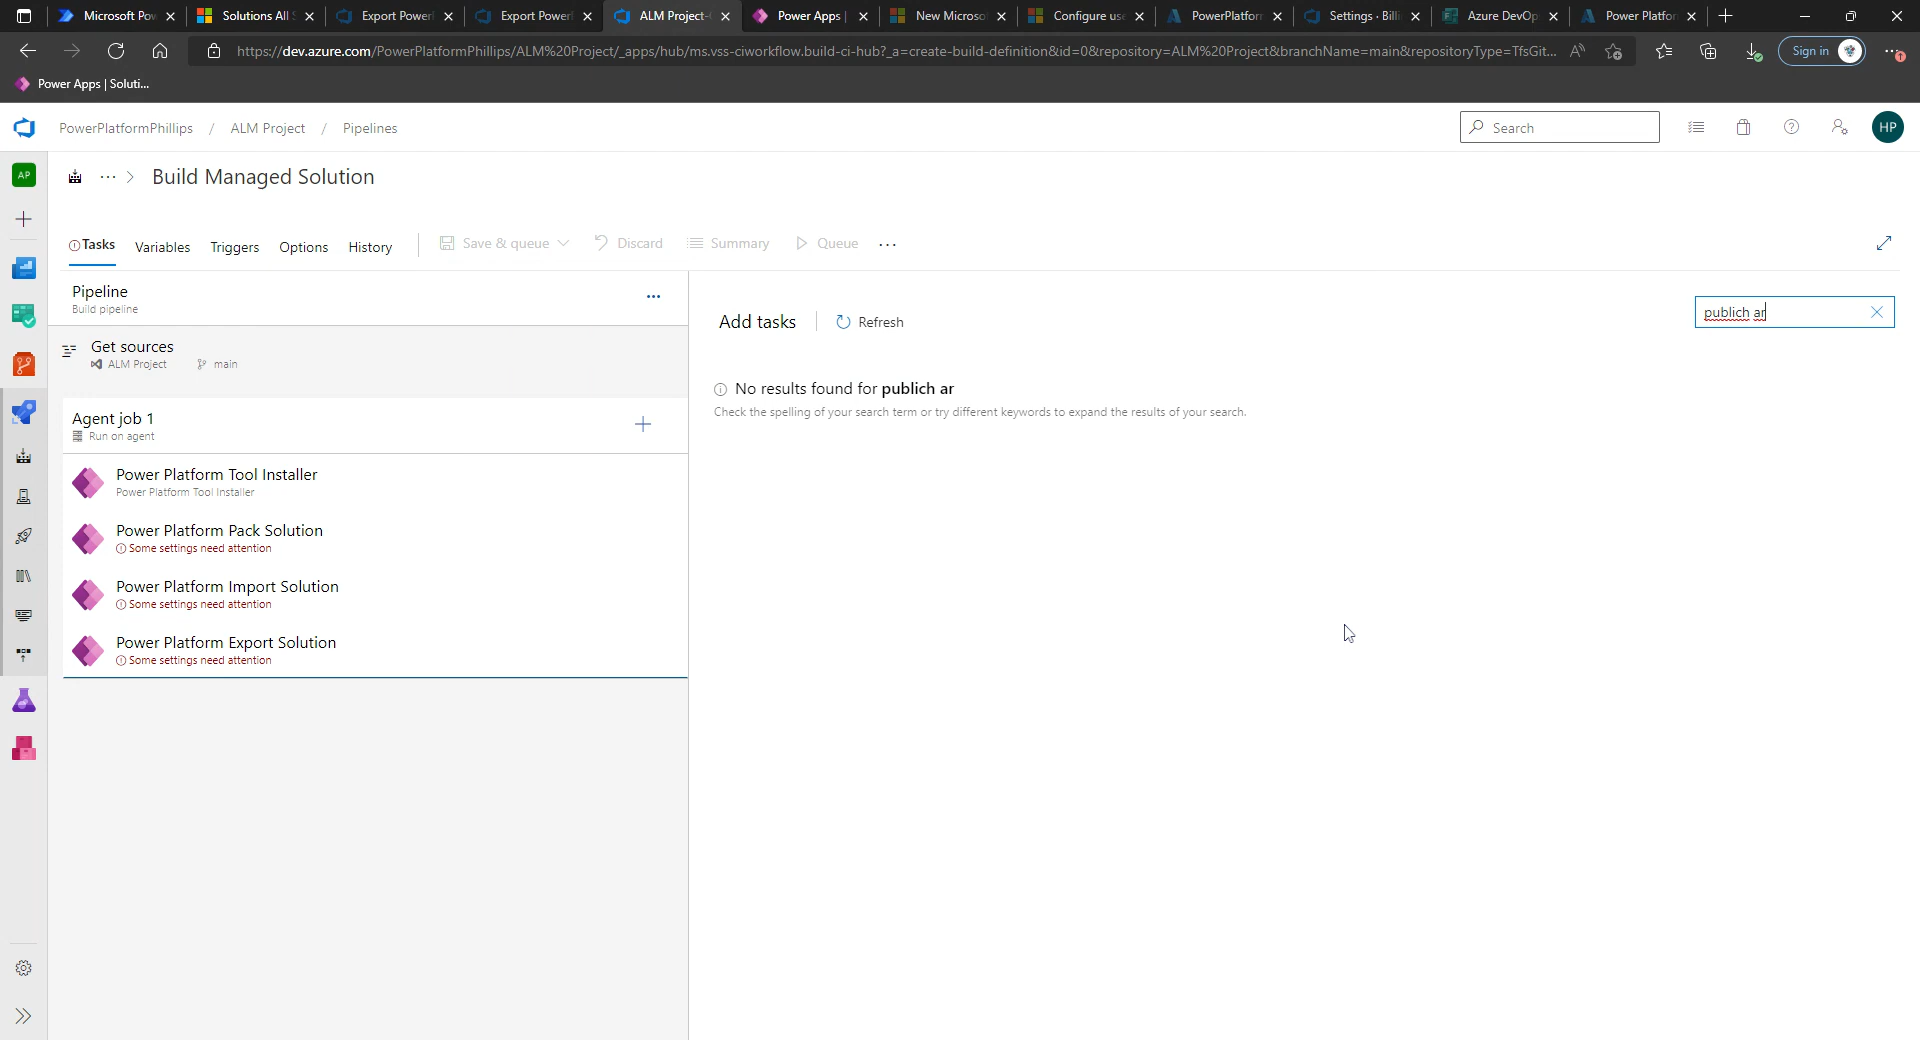 Microsoft Pov
Solutions All S
Export Power
Export Power
ALM Project-
Power Apps |
New Microso
Configure use
PowerPlatforr
Settings - Billi
Azure DevOp
Power Platfor
https://dev.azure.com/PowerPlatformPhillips/ALM%20Project/_apps/hub/ms.vss-ciworkflow.build-ci-hub?_a=create-build-definition&id=0&repository=ALM%20Project&branchName=main&repositoryType=TfsGit...
Sign in
Power Apps | Soluti...
PowerPlatformPhillips / ALM Project / Pipelines
Search
HP
AP
··· > Build Managed Solution
Tasks
Variables
Triggers
Options
History
Save & queue
Discard
Summary
Queue
···
Pipeline
Build pipeline
···
Get sources
ALM Project
main
Agent job 1
Run on agent
Power Platform Tool Installer
Power Platform Tool Installer
Power Platform Pack Solution
Some settings need attention
Power Platform Import Solution
Some settings need attention
Power Platform Export Solution
Some settings need attention
Add tasks
Refresh
publich ar
No results found for publich ar
Check the spelling of your search term or try different keywords to expand the results of your search.